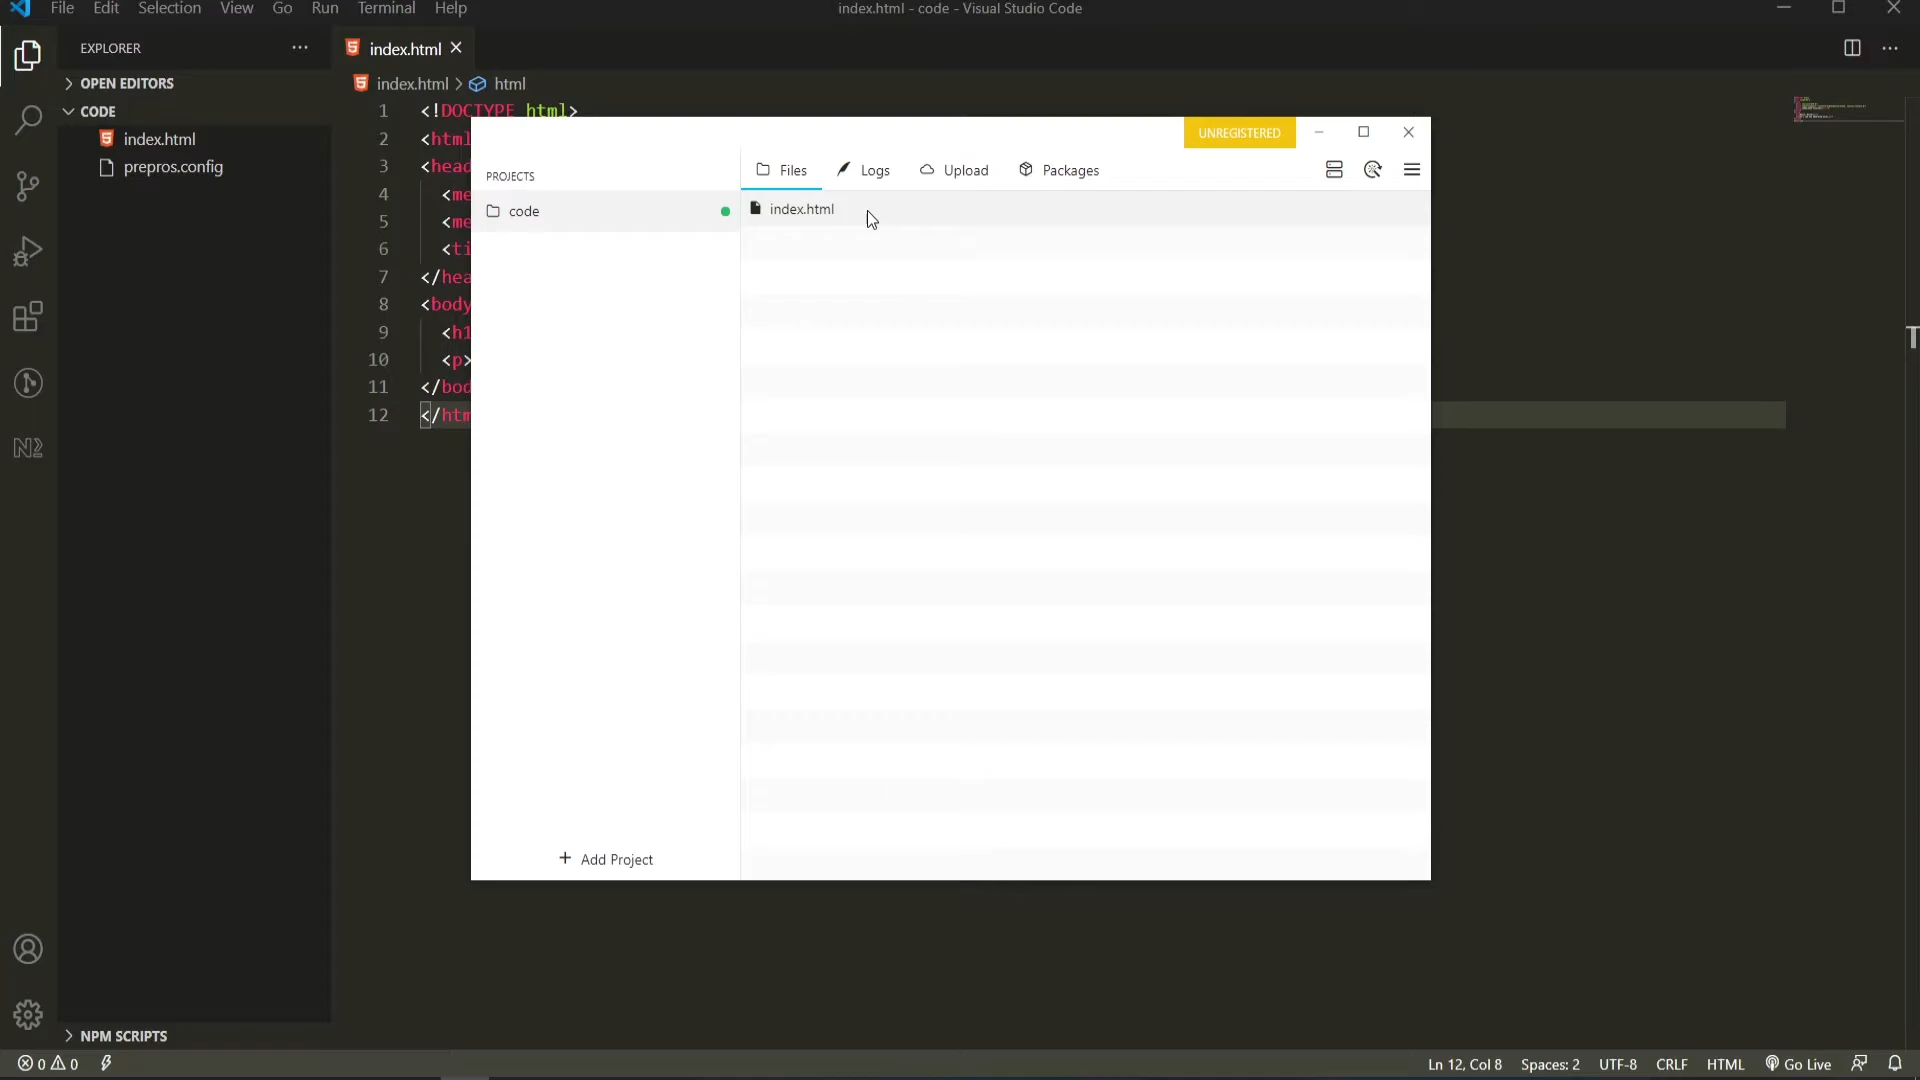 File Edit Selection View Go Run Terminal Help
index.html - code - Visual Studio Code
EXPLORER
index.html
OPEN EDITORS
index.html > html
CODE
index.html
prepros.config
1 <!DOCTYPE html>
2 <html
3 <head
4 <me
5 <me
6 <ti
7 </hea
8 <body
9 <h1
10 <p>
11 </bod
12 </htm
UNREGISTERED
PROJECTS
Files Logs Upload Packages
code
index.html
+ Add Project
NPM SCRIPTS
0 0
Ln 12, Col 8 Spaces: 2 UTF-8 CRLF HTML Go Live